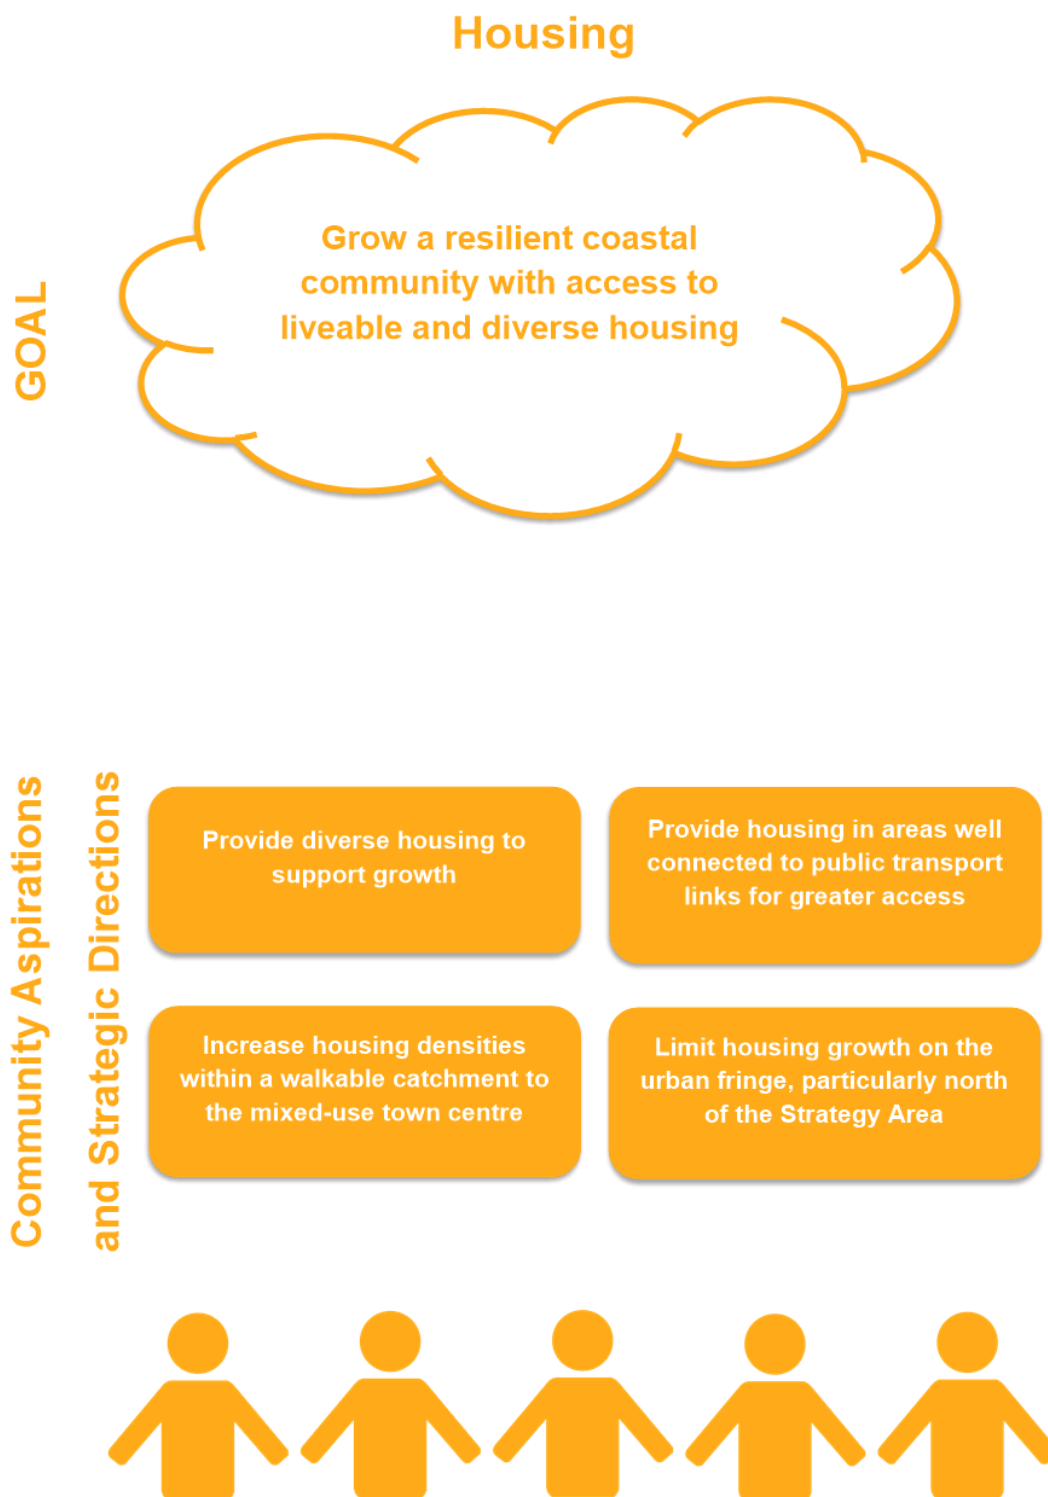 Housing
GOAL
Grow a resilient coastal
community with access to
liveable and diverse housing
Community Aspirations
and Strategic Directions
Provide diverse housing to
support growth
Provide housing in areas well
connected to public transport
links for greater access
Increase housing densities
within a walkable catchment to
the mixed-use town centre
Limit housing growth on the
urban fringe, particularly north
of the Strategy Area